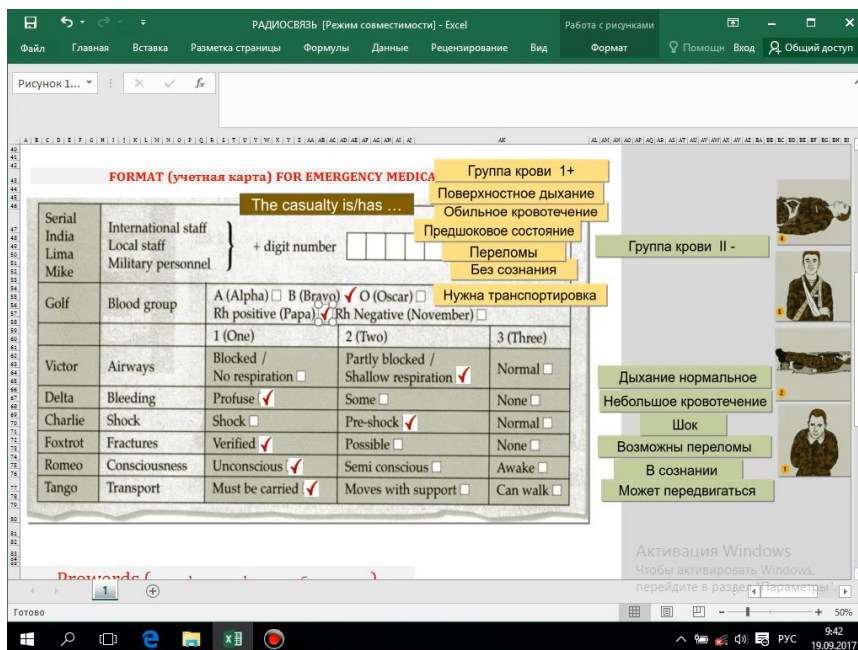 РАДИОСВЯЗЬ [Режим совместимости] - Excel
Работа с рисунками
Файл
Главная
Вставка
Разметка страницы
Формулы
Данные
Рецензирование
Вид
Формат
Помощн
Вход
Общий доступ
Рисунок 1...
fx
FORMAT (учетная карта) FOR EMERGENCY MEDICA
Группа крови 1+
Поверхностное дыхание
The casualty is/has ...
Обильное кровотечение
Предшоковое состояние
Переломы
Без сознания
Нужна транспортировка
Группа крови II -
Serial
India
Lima
Mike
International staff
Local staff
Military personnel
+ digit number
Golf
Blood group
A (Alpha) B (Bravo) O (Oscar)
Rh positive (Papa) Rh Negative (November)
1 (One) 2 (Two) 3 (Three)
Victor
Airways
Blocked /
No respiration
Partly blocked /
Shallow respiration
Normal
Delta Bleeding Profuse Some None
Charlie Shock Shock Pre-shock Normal
Foxtrot Fractures Verified Possible None
Romeo Consciousness Unconscious Semi conscious Awake
Tango Transport Must be carried Moves with support Can walk
Дыхание нормальное
Небольшое кровотечение
Шок
Возможны переломы
В сознании
Может передвигаться
4
3
2
1
Активация Windows
Чтобы активировать Windows,
перейдите в раздел "Параметры".
Prowords (
1
Готово
50%
РУС
9:42
19.09.2017